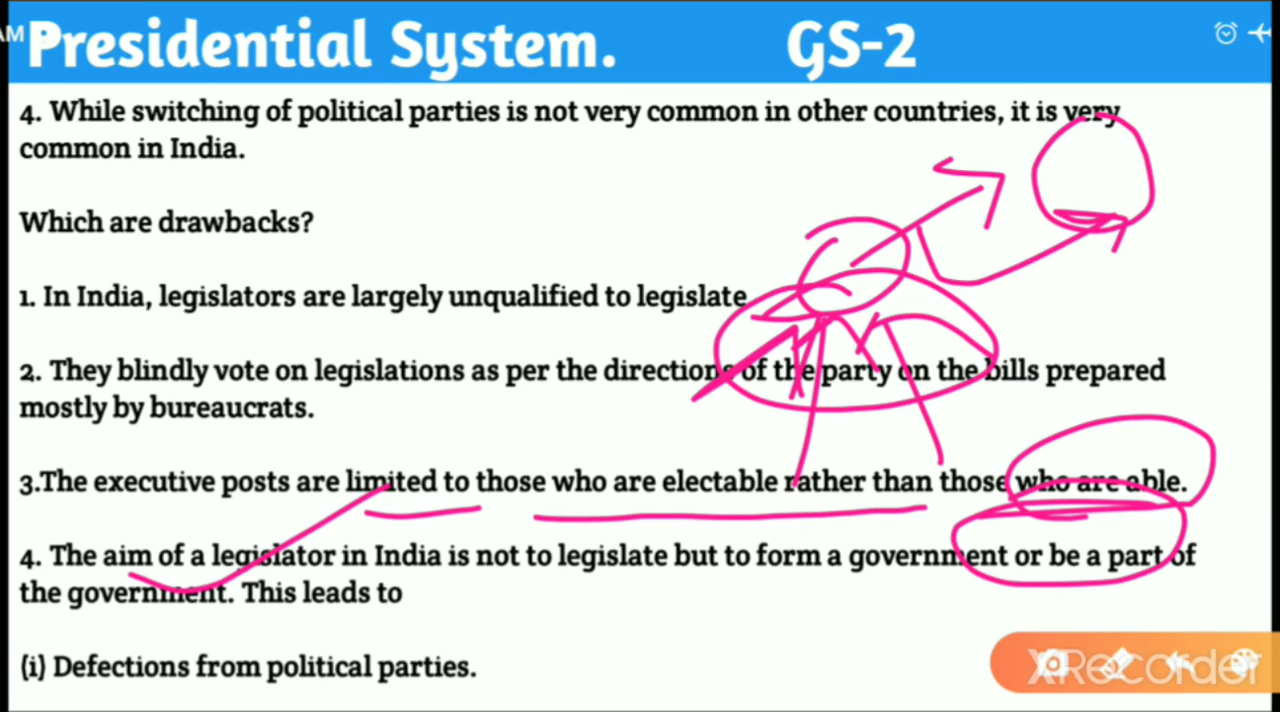 AM
Presidential System. GS-2
4. While switching of political parties is not very common in other countries, it is very
common in India.
Which are drawbacks?
1. In India, legislators are largely unqualified to legislate
2. They blindly vote on legislations as per the directions of the party on the bills prepared
mostly by bureaucrats.
3.The executive posts are limited to those who are electable rather than those who are able.
4. The aim of a legislator in India is not to legislate but to form a government or be a part of
the government. This leads to
(i) Defections from political parties.
XRecorder